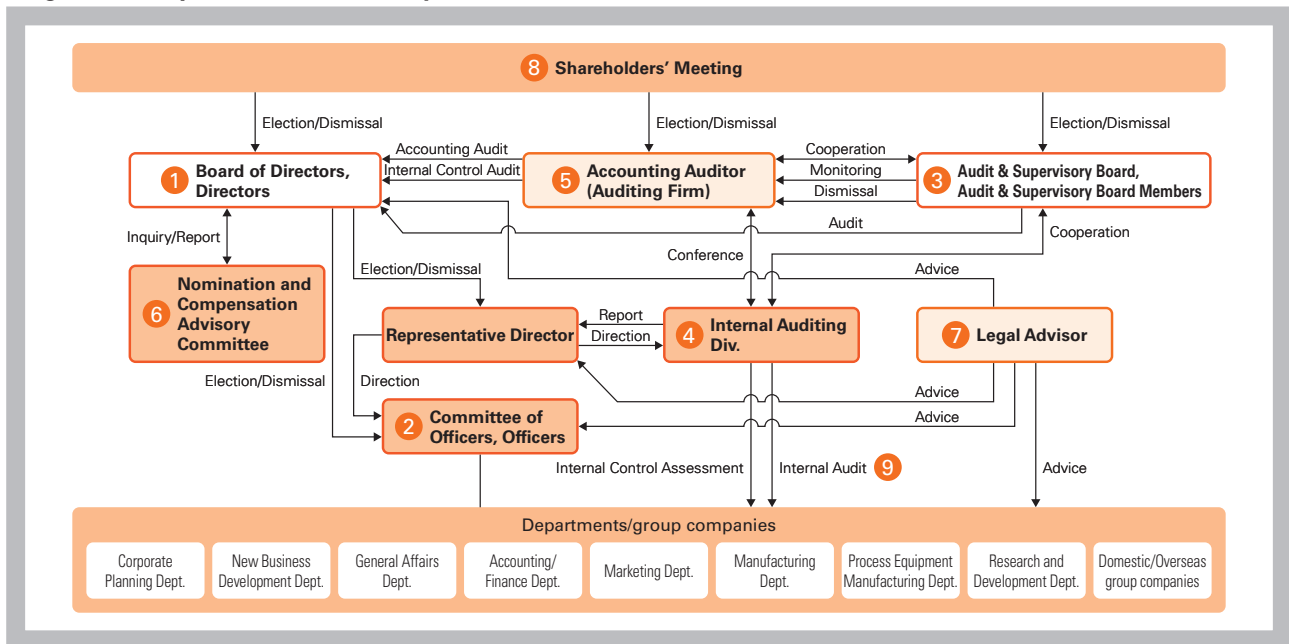 8 Shareholders' Meeting
Election/Dismissal
Election/Dismissal
Election/Dismissal
Accounting Audit
Cooperation
1 Board of Directors,
Directors
Internal Control Audit
5 Accounting Auditor
(Auditing Firm)
Monitoring
Dismissal
3 Audit & Supervisory Board,
Audit & Supervisory Board Members
Audit
Inquiry/Report
Conference
Cooperation
Election/Dismissal
Advice
6 Nomination and
Compensation
Advisory
Committee
Representative Director
Report
Direction
4 Internal Auditing
Div.
7 Legal Advisor
Election/Dismissal
Direction
Advice
2 Committee of
Officers, Officers
Advice
Internal Control Assessment
Internal Audit 9
Advice
Departments/group companies
Corporate
Planning Dept.
New Business
Development Dept.
General Affairs
Dept.
Accounting/
Finance Dept.
Marketing Dept.
Manufacturing
Dept.
Process Equipment
Manufacturing Dept.
Research and
Development Dept.
Domestic/Overseas
group companies